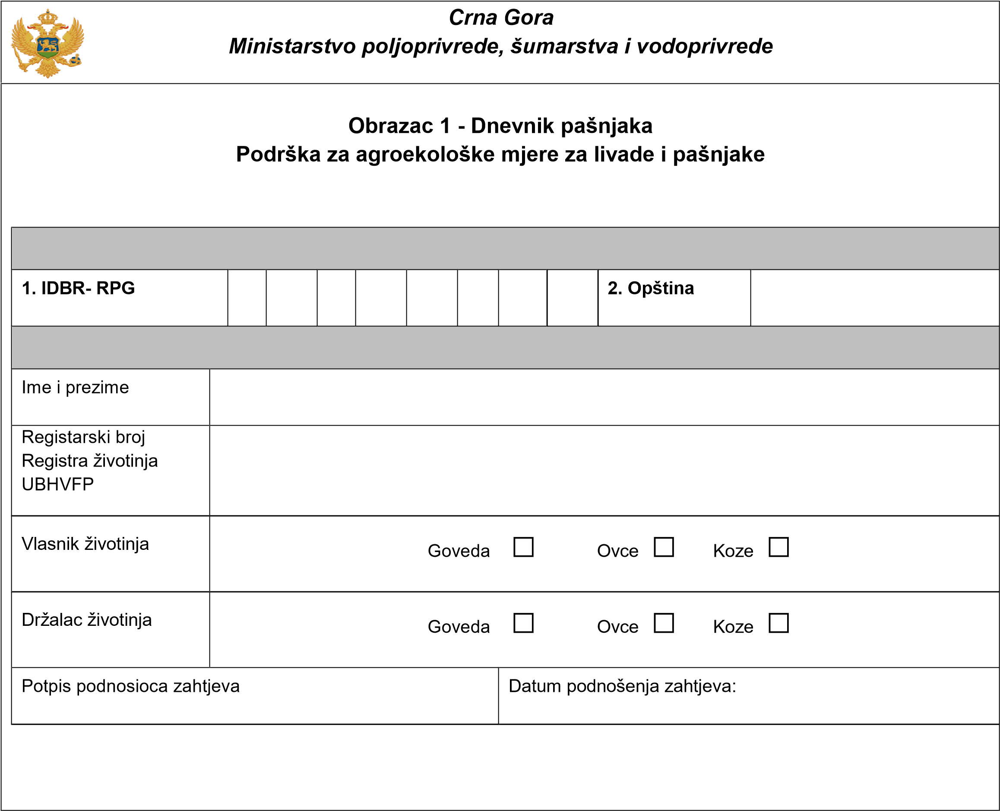 Crna Gora
Ministarstvo poljoprivrede, šumarstva i vodoprivrede
Obrazac 1 - Dnevnik pašnjaka
Podrška za agroekološke mjere za livade i pašnjake
1. IDBR- RPG 2. Opština
Ime i prezime
Registarski broj
Registra životinja
UBHVFP
Vlasnik životinja Goveda Ovce Koze
Držalac životinja Goveda Ovce Koze
Potpis podnosioca zahtjeva Datum podnošenja zahtjeva: